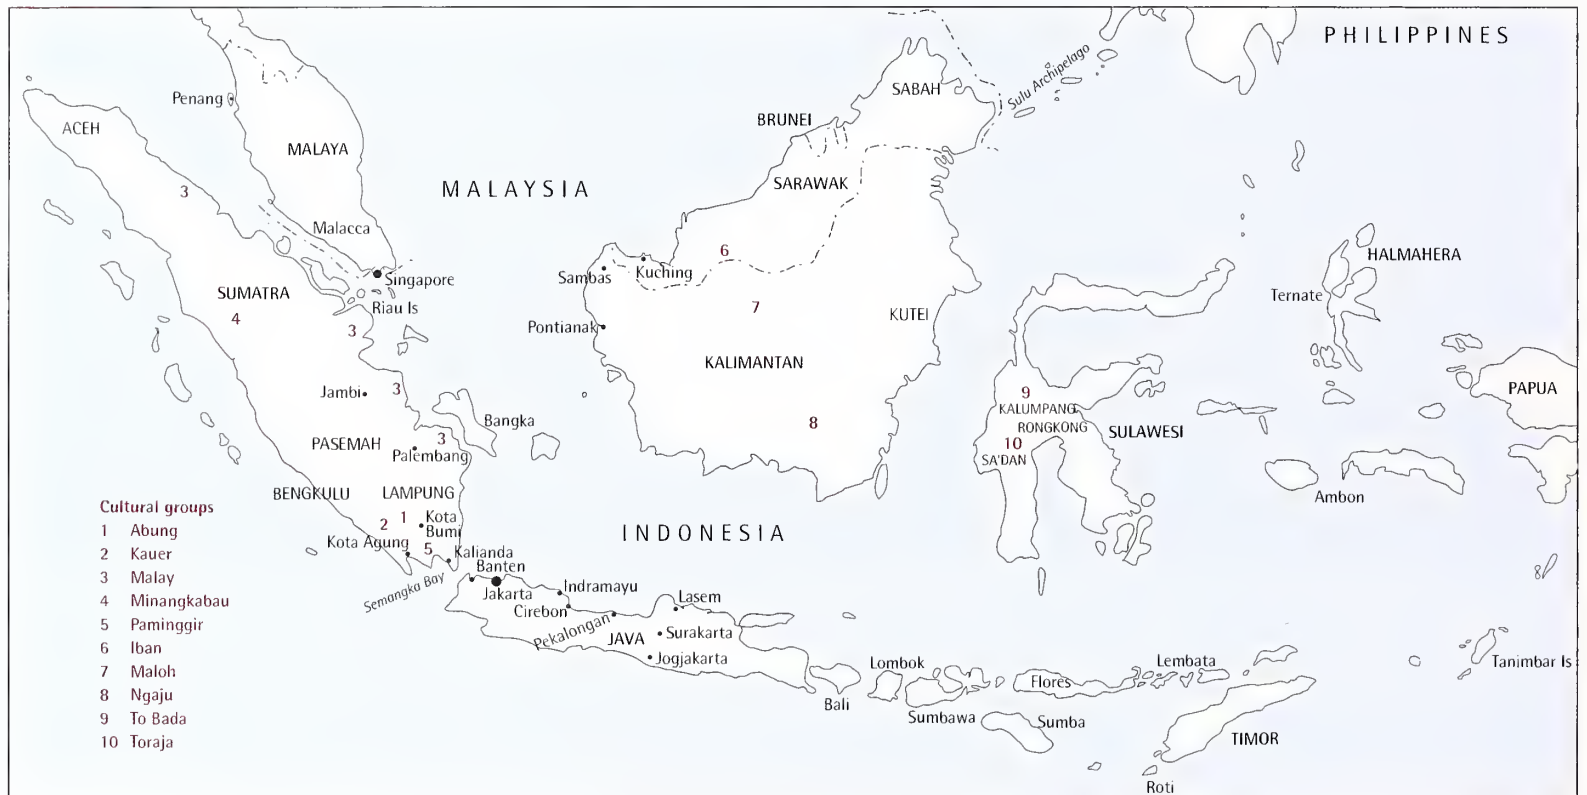 PHILIPPINES
Sulu Archipelago
SABAH
Penang
BRUNEI
ACEH
MALAYA
SARAWAK
MALAYSIA
3
Malacca
6
HALMAHERA
Kuching
Sambas
Singapore
SUMATRA
Ternate
Riau Is
4
7
KUTEI
3
Pontianak
KALIMANTAN
Jambi
3
9
PAPUA
KALUMPANG
Bangka
8
RONGKONG
SULAWESI
PASEMAH
3
10
Palembang
SA'DAN
BENGKULU
LAMPUNG
Ambon
1
Kota
Bumi
2
INDONESIA
Kota Agung
5
Kalianda
Banten
Semangka Bay
Jakarta
Indramayu
Cirebon
Lasem
Pekalongan
JAVA
Surakarta
Jogjakarta
Lombok
Lembata
Tanimbar Is
Flores
Bali
Sumbawa
Sumba
TIMOR
Roti
Cultural groups
1 Abung
2 Kauer
3 Malay
4 Minangkabau
5 Paminggir
6 Iban
7 Maloh
8 Ngaju
9 To Bada
10 Toraja